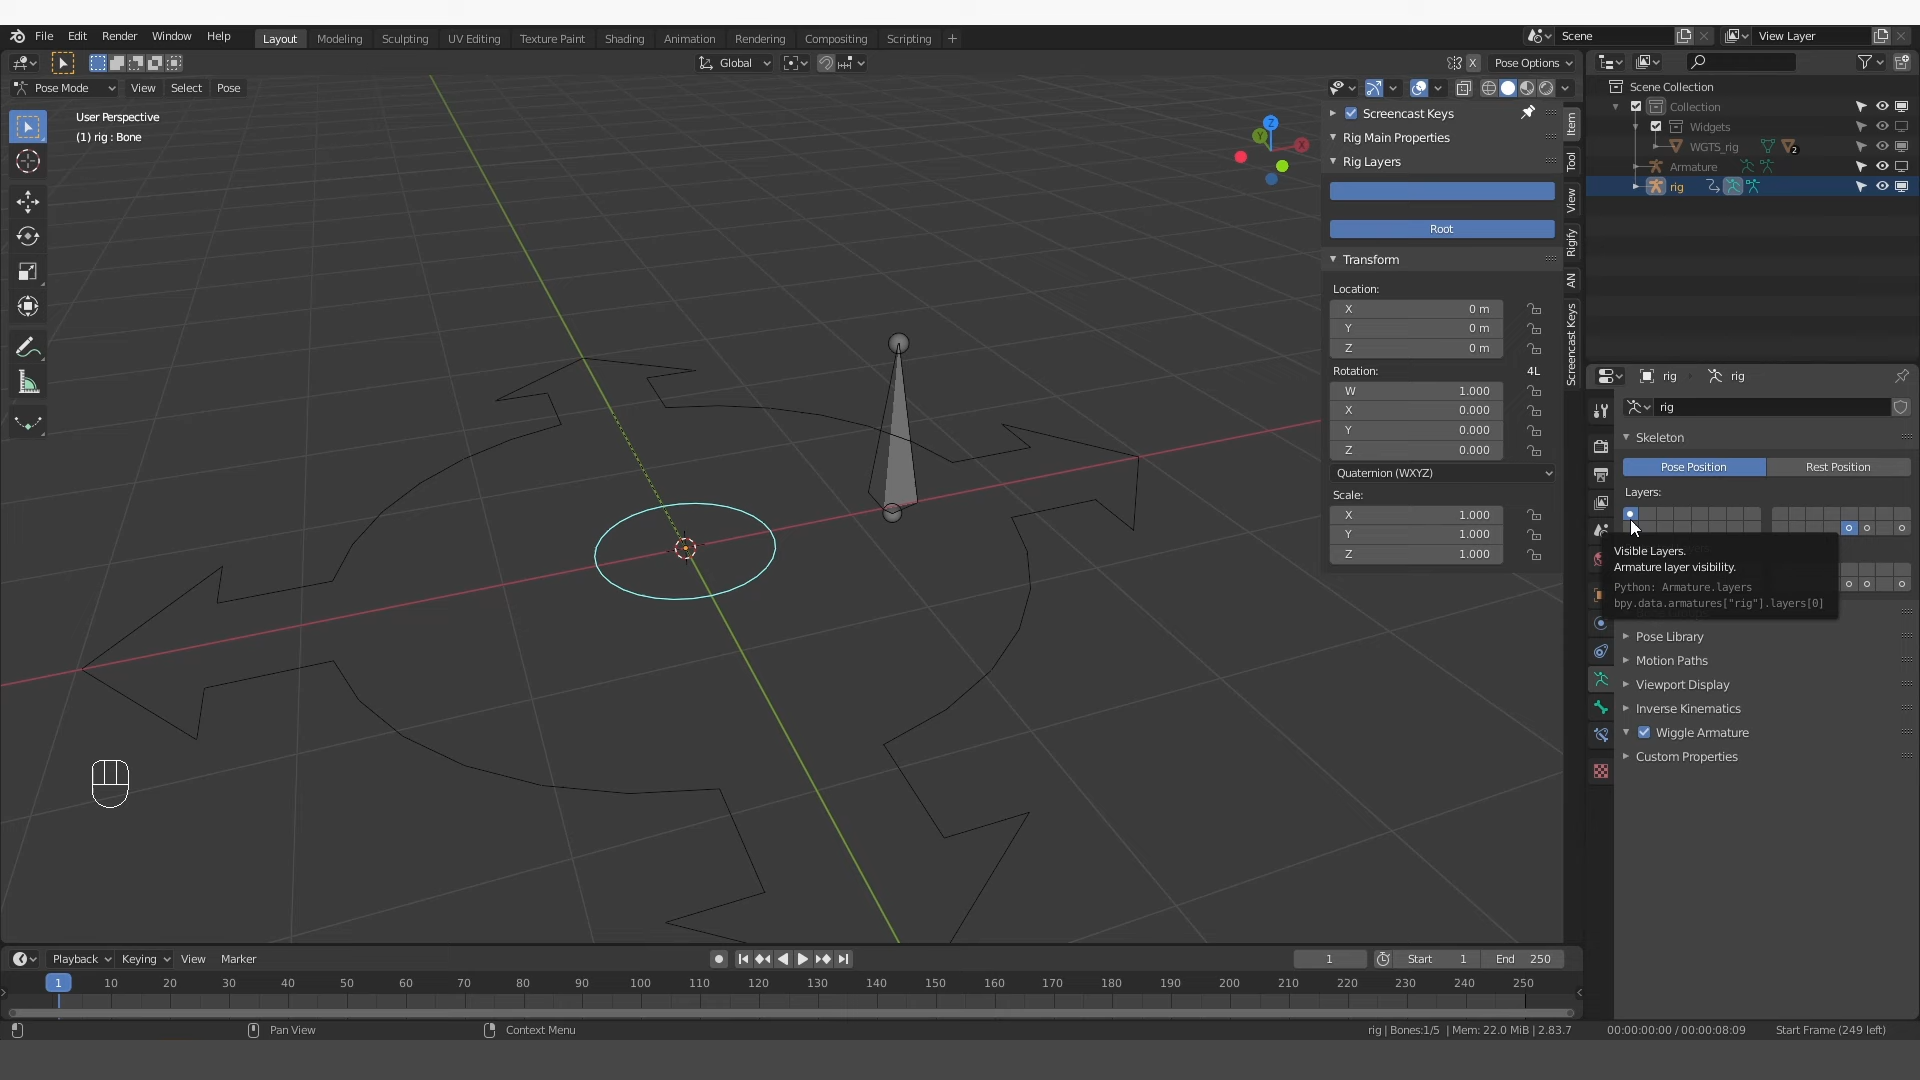 File Edit Render Window Help Layout Modeling Sculpting UV Editing Texture Paint Shading Animation Rendering Compositing Scripting + Scene View Layer
Global X Pose Options
Pose Mode View Select Pose
User Perspective
(1) rig : Bone
Z
Y
X
Screencast Keys
Rig Main Properties
Rig Layers
Root
Transform
Location:
X 0 m
Y 0 m
Z 0 m
Rotation: 4L
W 1.000
X 0.000
Y 0.000
Z 0.000
Quaternion (WXYZ)
Scale:
X 1.000
Y 1.000
Z 1.000
Item
Tool
View
Rigify
AN
Screencast Keys
Scene Collection
Collection
Widgets
WGTS_rig 2
Armature
rig
rig rig
rig
Skeleton
Pose Position Rest Position
Layers:
Visible Layers.
Armature layer visibility.
Python: Armature.layers
bpy.data.armatures["rig"].layers[0]
Pose Library
Motion Paths
Viewport Display
Inverse Kinematics
Wiggle Armature
Custom Properties
Playback Keying View Marker 1 Start 1 End 250
1 10 20 30 40 50 60 70 80 90 100 110 120 130 140 150 160 170 180 190 200 210 220 230 240 250
Pan View Context Menu rig | Bones:1/5 | Mem: 22.0 MiB | 2.83.7 00:00:00:00 / 00:00:08:09 Start Frame (249 left)